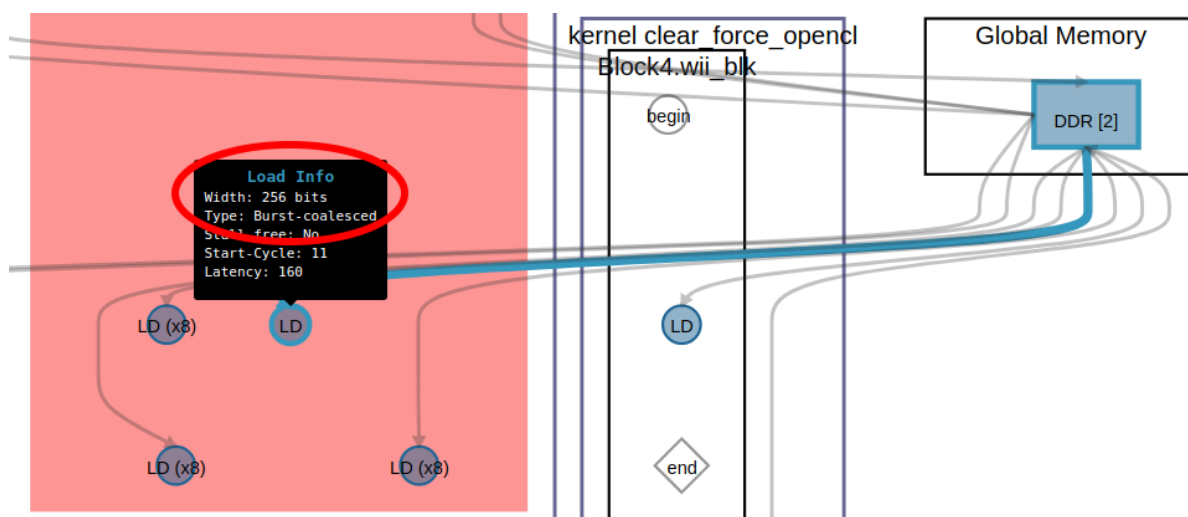 kernel clear_force_opencl
Global Memory
Block4.wii_blk
begin
DDR [2]
Load Info
Width: 256 bits
Type: Burst-coalesced
Stall-free: No
Start-Cycle: 11
Latency: 160
LD (x8)
LD
LD
LD (x8)
LD (x8)
end